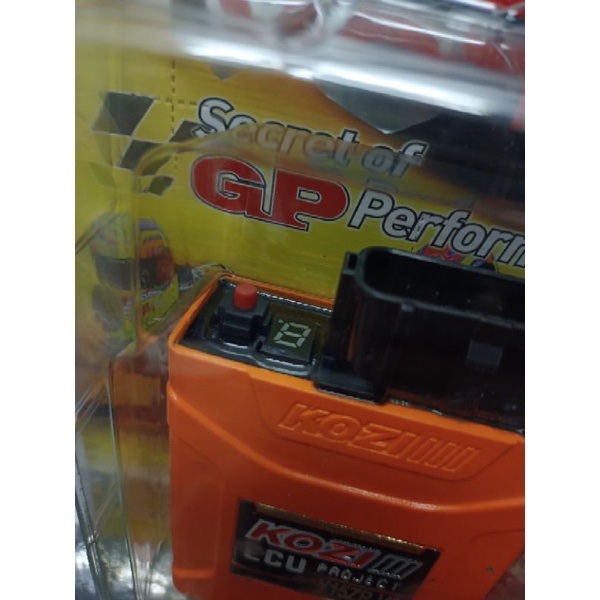 Secret of
GP Perform
KOZI
KOZI
ECU PROJECT